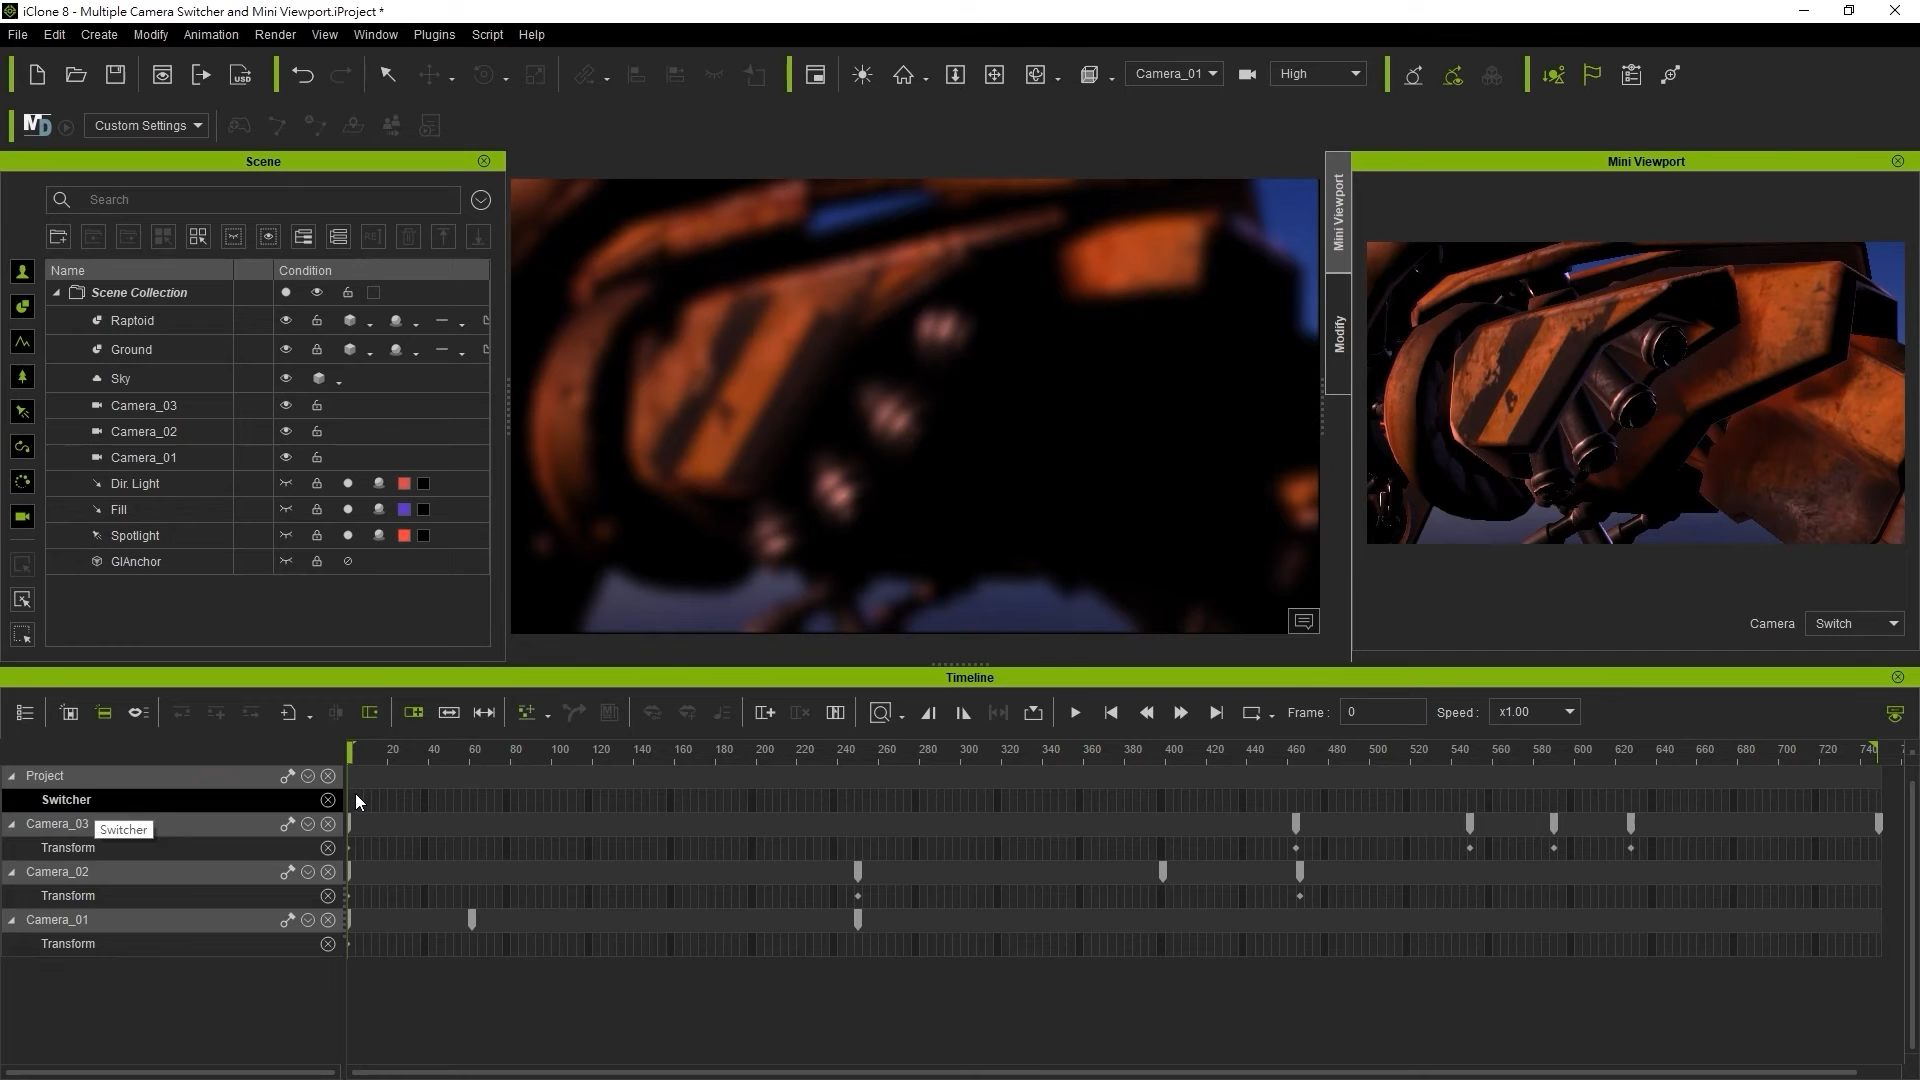 iClone 8 - Multiple Camera Switcher and Mini Viewport.iProject *
File Edit Create Modify Animation Render View Window Plugins Script Help
USD
Camera_01
High
MD
Custom Settings
Scene
Mini Viewport
Search
REI
Name
Condition
Scene Collection
Raptoid
Ground
Sky
Camera_03
Camera_02
Camera_01
Dir. Light
Fill
Spotlight
GIAnchor
Mini Viewport
Modify
Camera
Switch
Timeline
Frame : 0
Speed : x1.00
20 40 60 80 100 120 140 160 180 200 220 240 260 280 300 320 340 360 380 400 420 440 460 480 500 520 540 560 580 600 620 640 660 680 700 720 740
Project
Switcher
Camera_03
Switcher
Transform
Camera_02
Transform
Camera_01
Transform